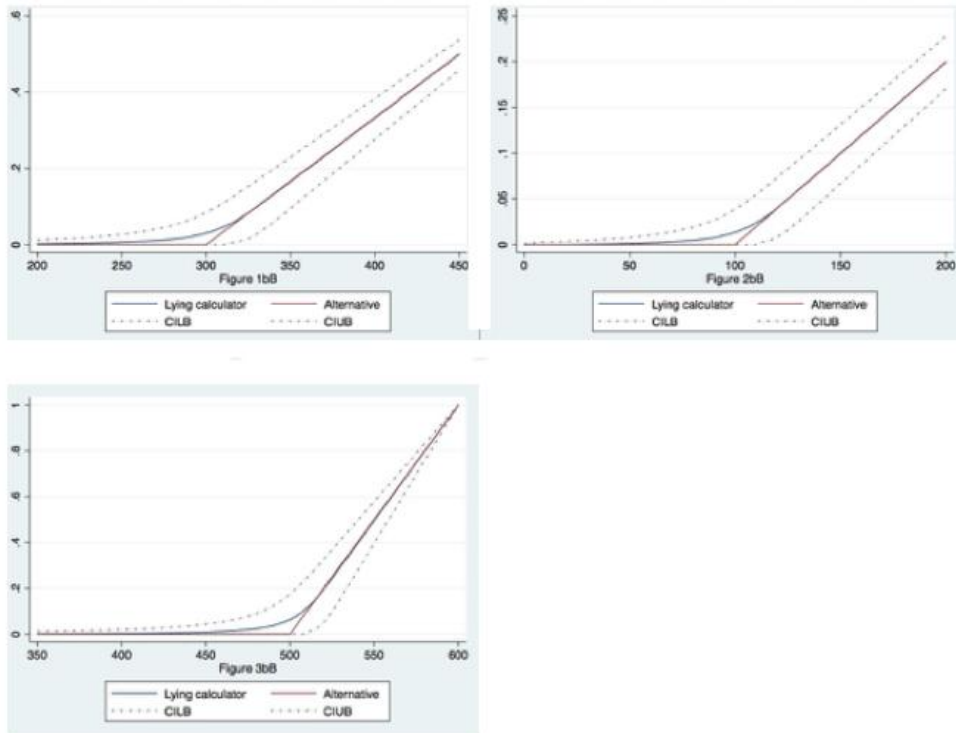 .6
.4
.2
0
200 250 300 350 400 450
Figure 1bB
Lying calculator Alternative
CILB CIUB
.25
.2
.15
.1
.05
0
0 50 100 150 200
Figure 2bB
Lying calculator Alternative
CILB CIUB
1
.8
.6
.4
.2
0
350 400 450 500 550 600
Figure 3bB
Lying calculator Alternative
CILB CIUB